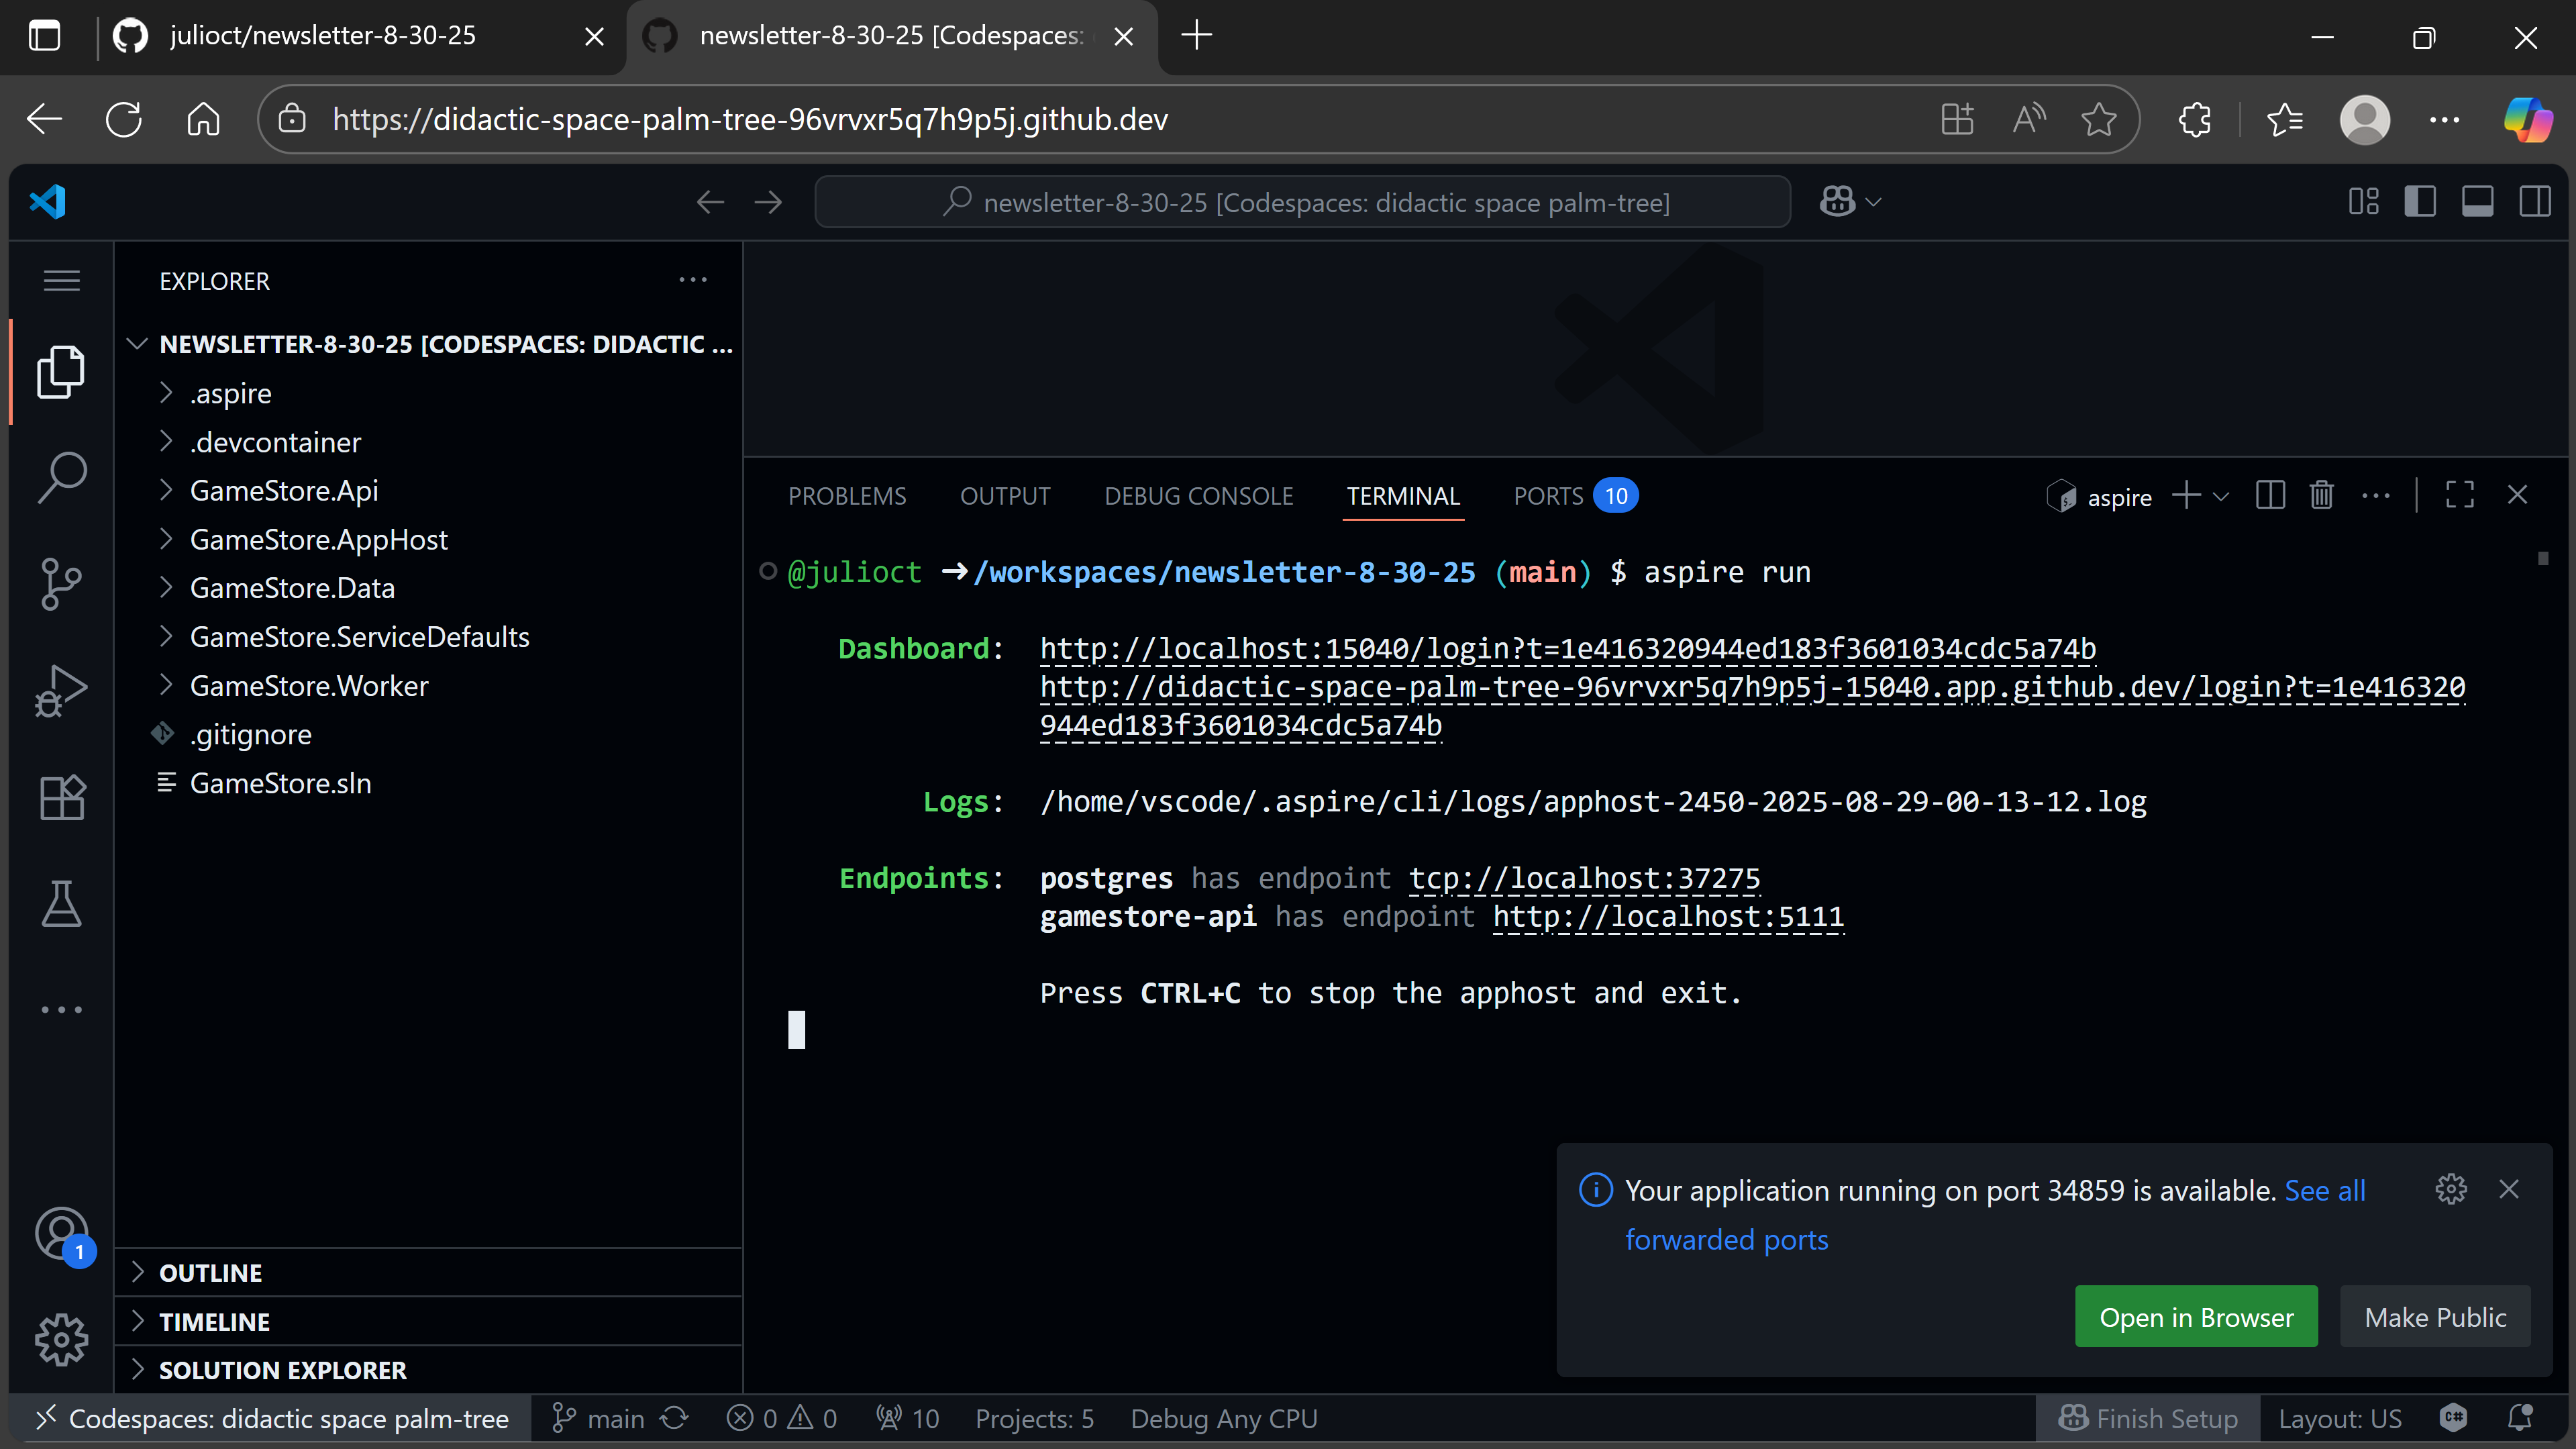 julioct/newsletter-8-30-25
newsletter-8-30-25 [Codespaces:
https://didactic-space-palm-tree-96vrvxr5q7h9p5j.github.dev
newsletter-8-30-25 [Codespaces: didactic space palm-tree]
EXPLORER
NEWSLETTER-8-30-25 [CODESPACES: DIDACTIC ...
.aspire
.devcontainer
GameStore.Api
GameStore.AppHost
GameStore.Data
GameStore.ServiceDefaults
GameStore.Worker
.gitignore
GameStore.sln
OUTLINE
TIMELINE
SOLUTION EXPLORER
1
PROBLEMS OUTPUT DEBUG CONSOLE TERMINAL PORTS 10
aspire
@julioct ➜/workspaces/newsletter-8-30-25 (main) $ aspire run
Dashboard: http://localhost:15040/login?t=1e416320944ed183f3601034cdc5a74b
http://didactic-space-palm-tree-96vrvxr5q7h9p5j-15040.app.github.dev/login?t=1e416320
944ed183f3601034cdc5a74b
Logs: /home/vscode/.aspire/cli/logs/apphost-2450-2025-08-29-00-13-12.log
Endpoints: postgres has endpoint tcp://localhost:37275
gamestore-api has endpoint http://localhost:5111
Press CTRL+C to stop the apphost and exit.
Your application running on port 34859 is available. See all
forwarded ports
Open in Browser
Make Public
Codespaces: didactic space palm-tree main 0 0 10 Projects: 5 Debug Any CPU Finish Setup Layout: US C#